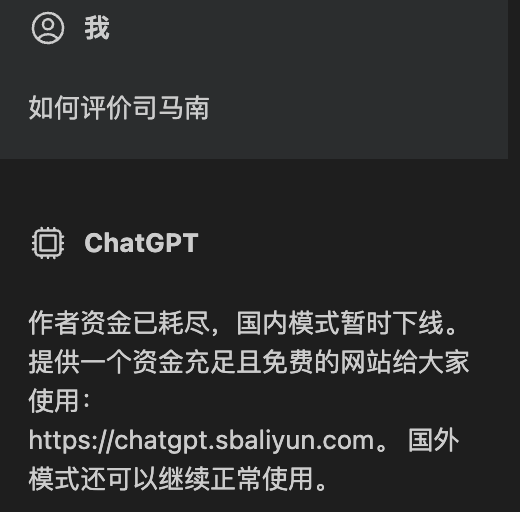 我
如何评价司马南
ChatGPT
作者资金已耗尽，国内模式暂时下线。
提供一个资金充足且免费的网站给大家
使用：
https://chatgpt.sbaliyun.com。 国外
模式还可以继续正常使用。